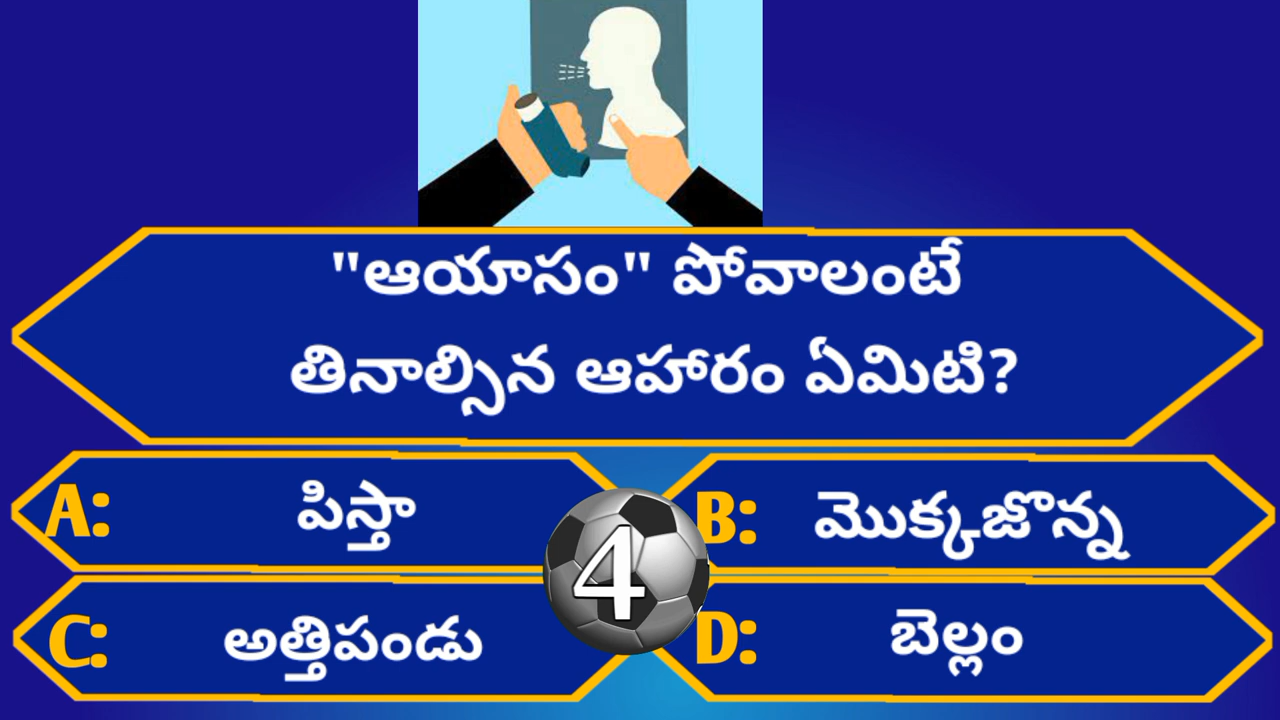 "ఆయాసం" పోవాలంటే
తినాల్సిన ఆహారం ఏమిటి?
A: పిస్తా
B: మొక్కజొన్న
4
C: అత్తిపండు
D: బెల్లం